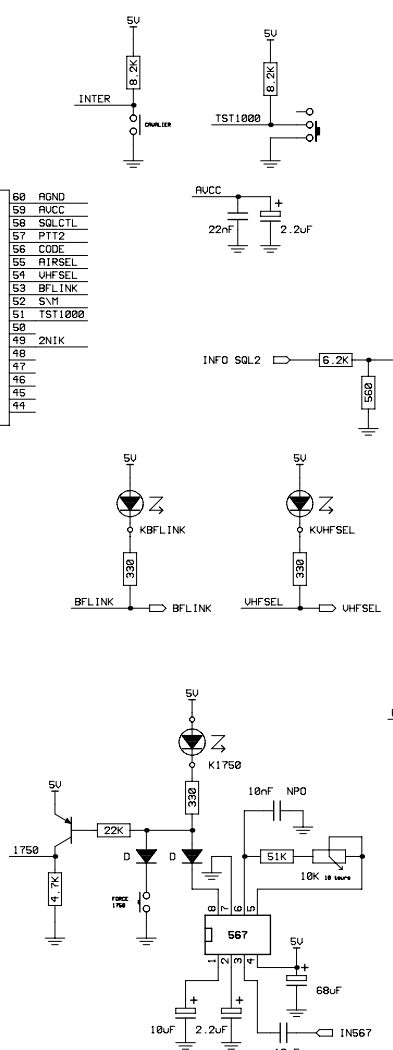 5V
5V
8.2K
8.2K
INTER
CAVALIER
TST1000
AVCC
22nF
2.2uF
60 AGND
59 AVCC
58 SQLCTL
57 PTT2
56 CODE
55 AIRSEL
54 VHFSEL
53 BFLINK
52 S\M
51 TST1000
50
49 2NIK
48
47
46
45
44
INFO SQL2
6.2K
560
5V
5V
KBFLINK
KVHFSEL
330
330
BFLINK
BFLINK
VHFSEL
VHFSEL
5V
K1750
330
5V
22K
1750
4.7K
D
D
FORCE
1750
10nF NPO
51K
10K 10 tours
8 7 6 5
567
1 2 3 4
5V
68uF
10uF
2.2uF
IN567